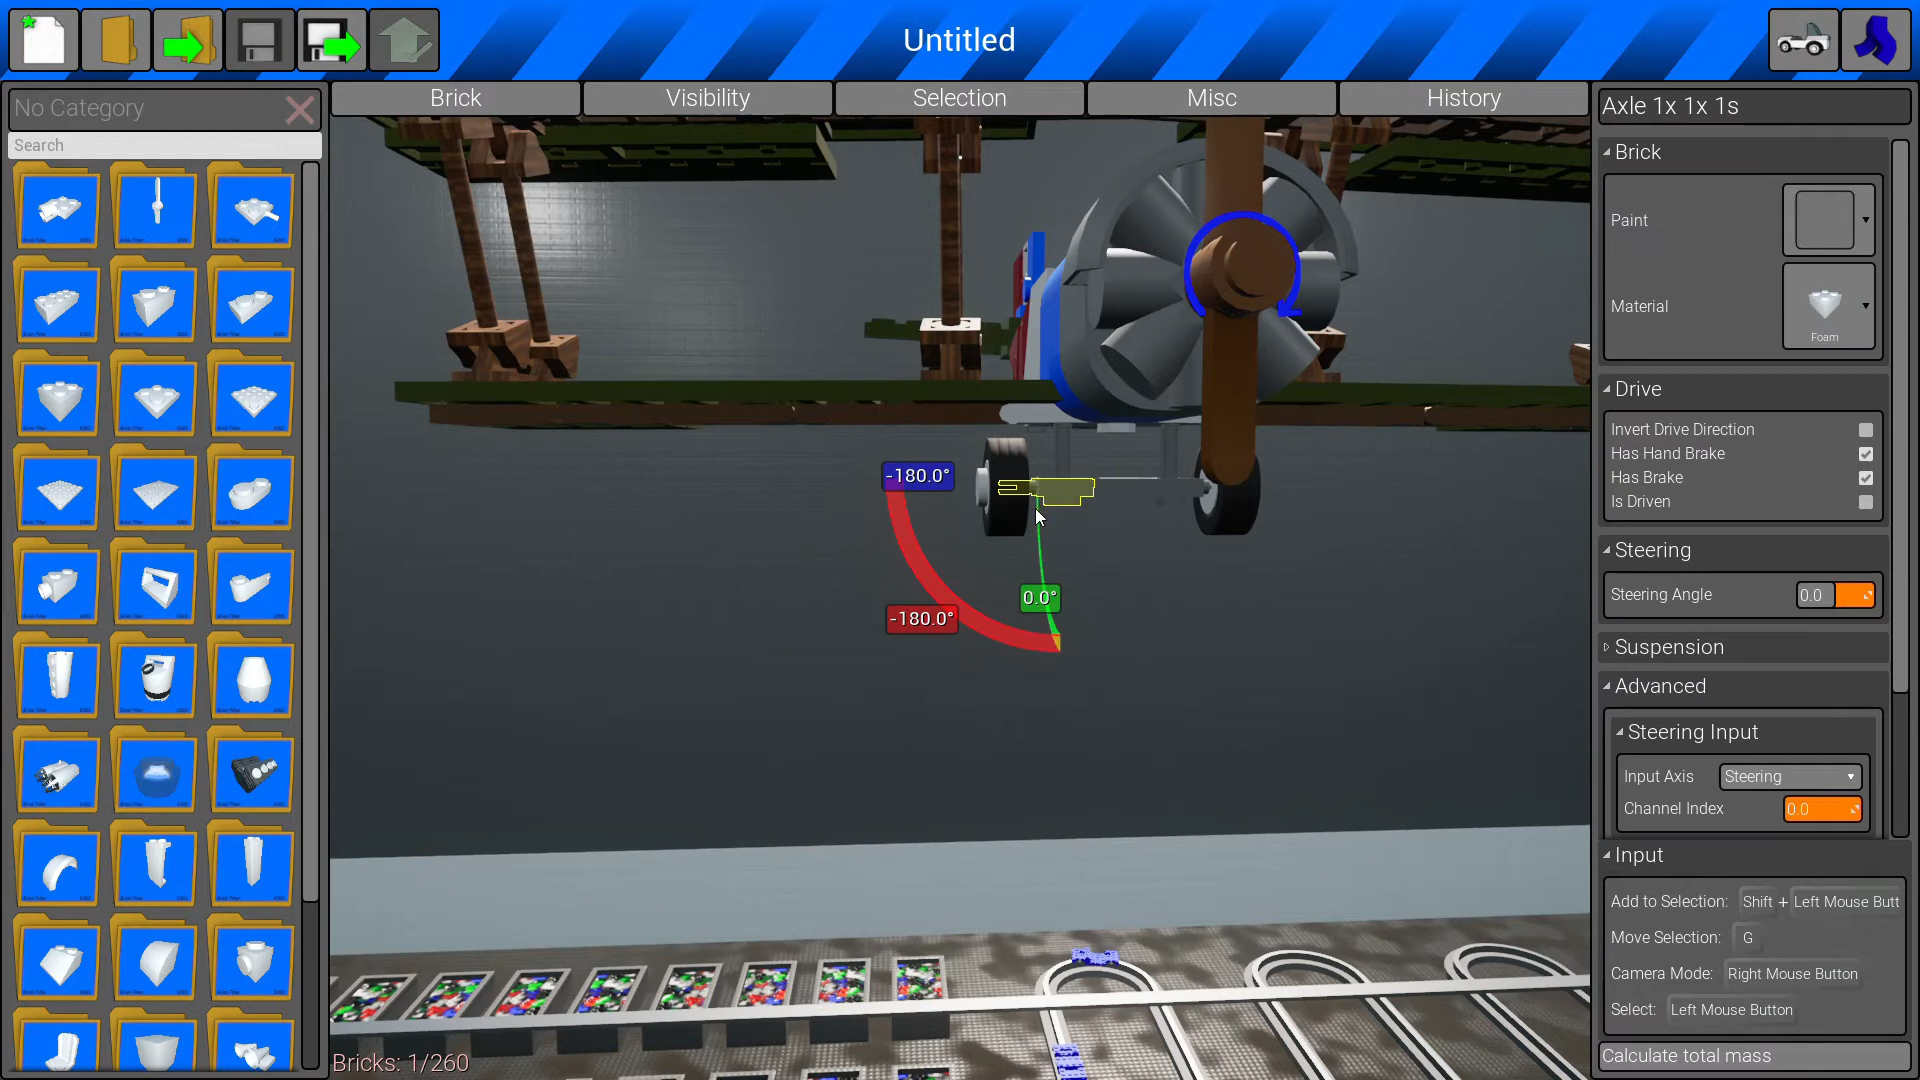 Untitled
No Category
Search
Brick
Visibility
Selection
Misc
History
-180.0°
0.0°
-180.0°
Bricks: 1/260
Axle 1x 1x 1s
Brick
Paint
Material
Foam
Drive
Invert Drive Direction
Has Hand Brake
Has Brake
Is Driven
Steering
Steering Angle 0.0
Suspension
Advanced
Steering Input
Input Axis Steering
Channel Index 0.0
Input
Add to Selection: Shift + Left Mouse Butt
Move Selection: G
Camera Mode: Right Mouse Button
Select: Left Mouse Button
Calculate total mass